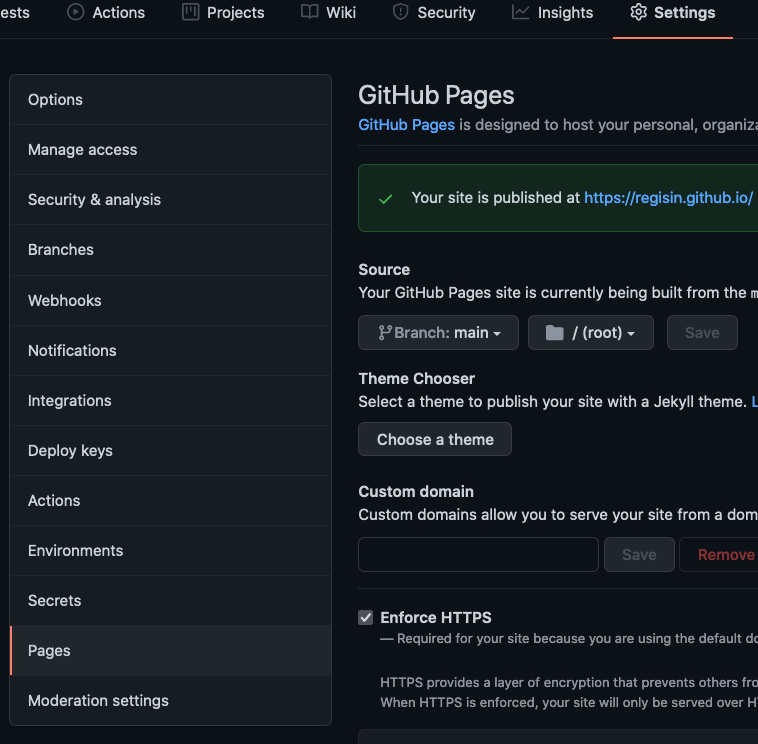 ests Actions Projects Wiki Security Insights Settings
Options
Manage access
Security & analysis
Branches
Webhooks
Notifications
Integrations
Deploy keys
Actions
Environments
Secrets
Pages
Moderation settings
GitHub Pages
GitHub Pages is designed to host your personal, organiza
Your site is published at https://regisin.github.io/
Source
Your GitHub Pages site is currently being built from the m
Branch: main / (root) Save
Theme Chooser
Select a theme to publish your site with a Jekyll theme. L
Choose a theme
Custom domain
Custom domains allow you to serve your site from a dom
Save Remove
Enforce HTTPS
— Required for your site because you are using the default do
HTTPS provides a layer of encryption that prevents others fro
When HTTPS is enforced, your site will only be served over H